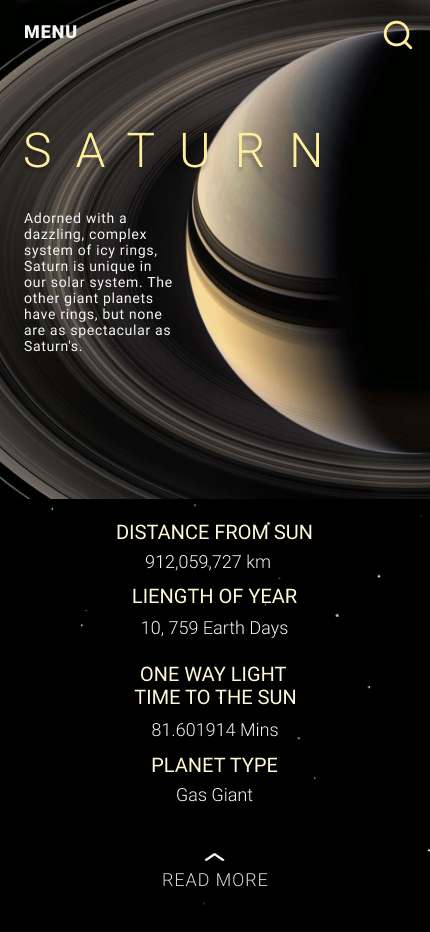 MENU
SATURN
Adorned with a
dazzling, complex
system of icy rings,
Saturn is unique in
our solar system. The
other giant planets
have rings, but none
are as spectacular as
Saturn's.
DISTANCE FROM SUN
912,059,727 km
LIENGTH OF YEAR
10, 759 Earth Days
ONE WAY LIGHT
TIME TO THE SUN
81.601914 Mins
PLANET TYPE
Gas Giant
READ MORE